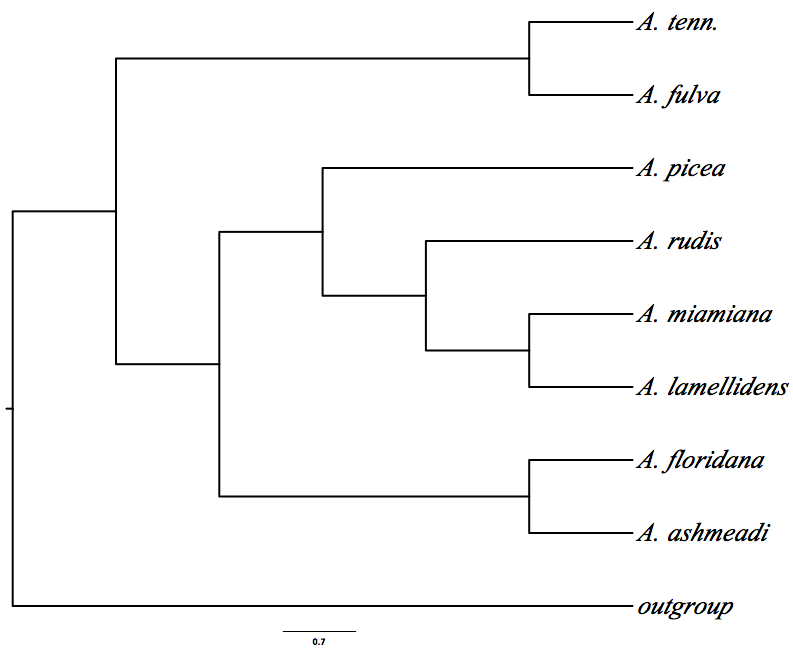 A. tenn.
A. fulva
A. picea
A. rudis
A. miamiana
A. lamellidens
A. floridana
A. ashmeadi
outgroup
0.7